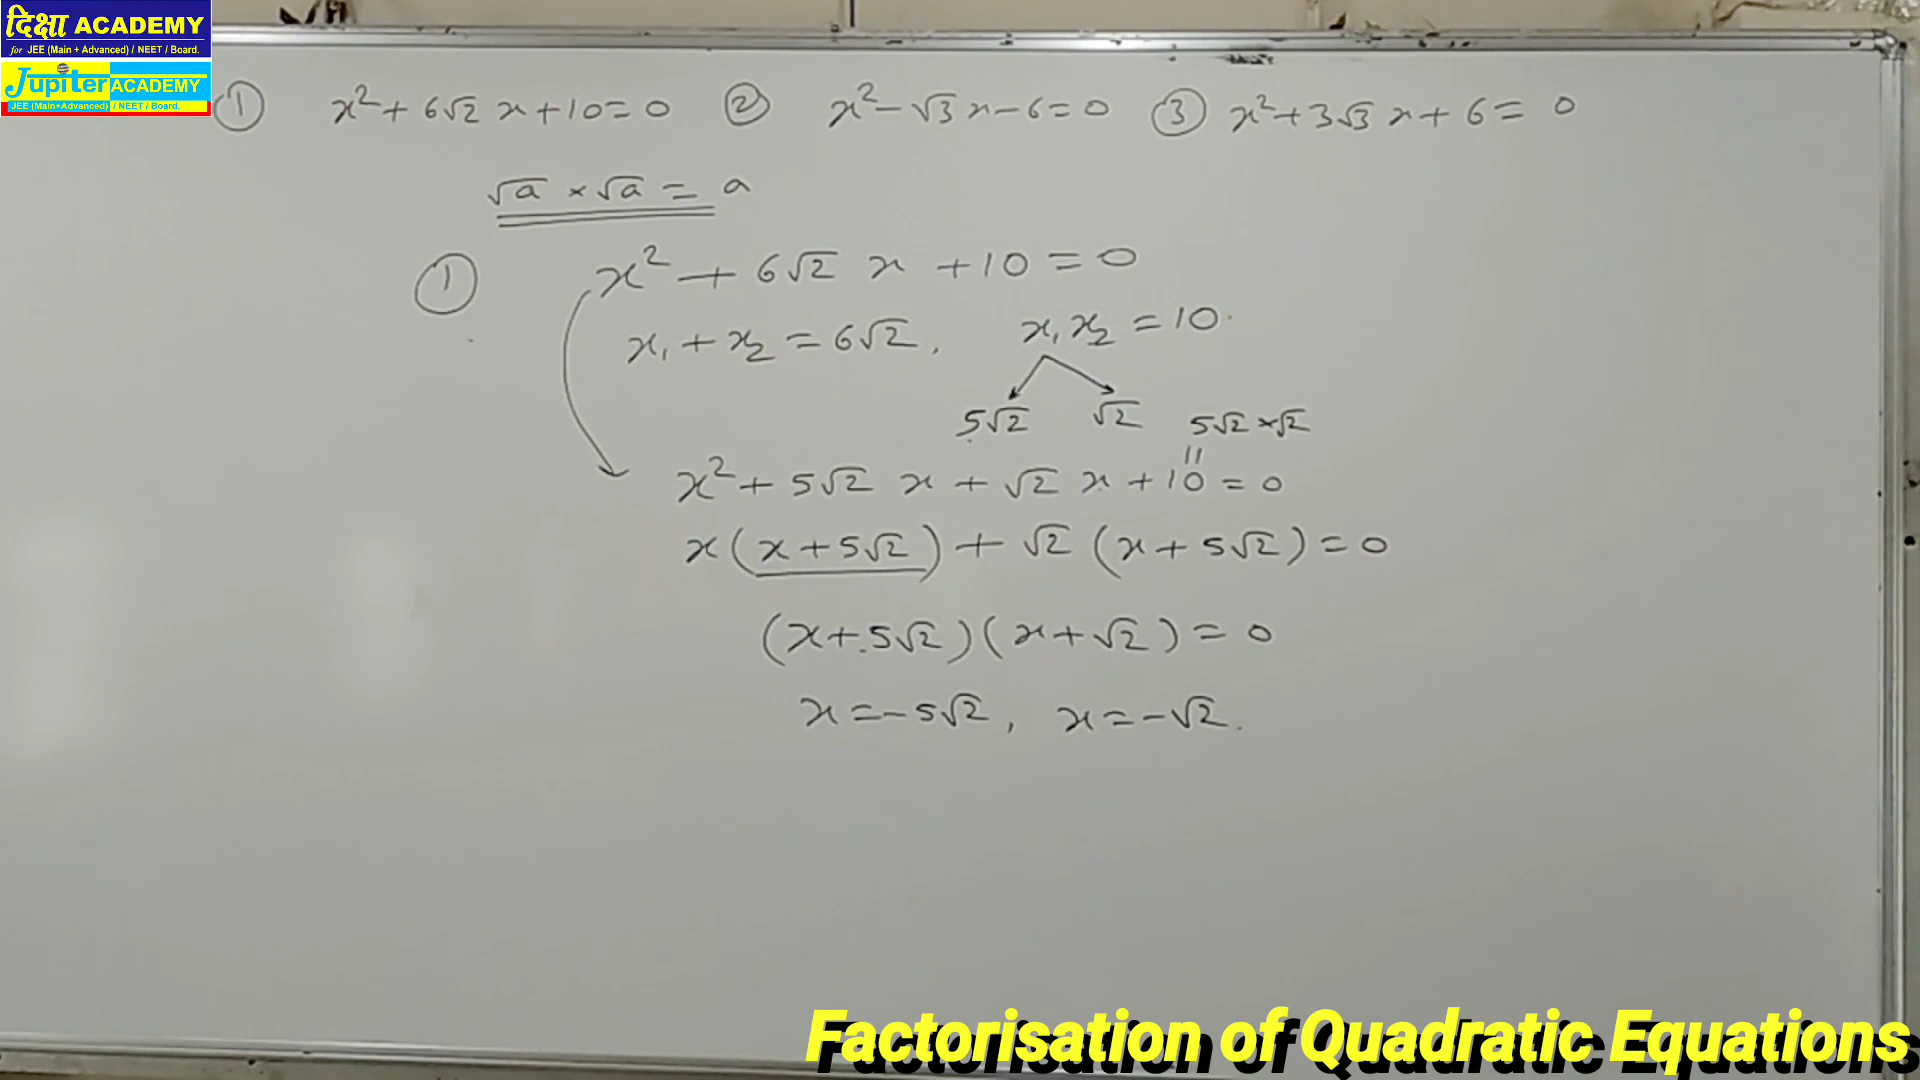 दिक्षा ACADEMY
for JEE (Main + Advanced) / NEET / Board.
Jupiter ACADEMY
JEE (Main+Advanced) / NEET / Board.
① x² + 6√2 x + 10 = 0 ② x² - √3 x - 6 = 0 ③ x² + 3√3 x + 6 = 0
√a × √a = a
① x² + 6√2 x + 10 = 0
x₁ + x₂ = 6√2, x₁x₂ = 10
5√2 √2 5√2 × √2
x² + 5√2 x + √2 x + 10 = 0
x(x + 5√2) + √2 (x + 5√2) = 0
(x + 5√2)(x + √2) = 0
x = -5√2, x = -√2.
Factorisation of Quadratic Equations